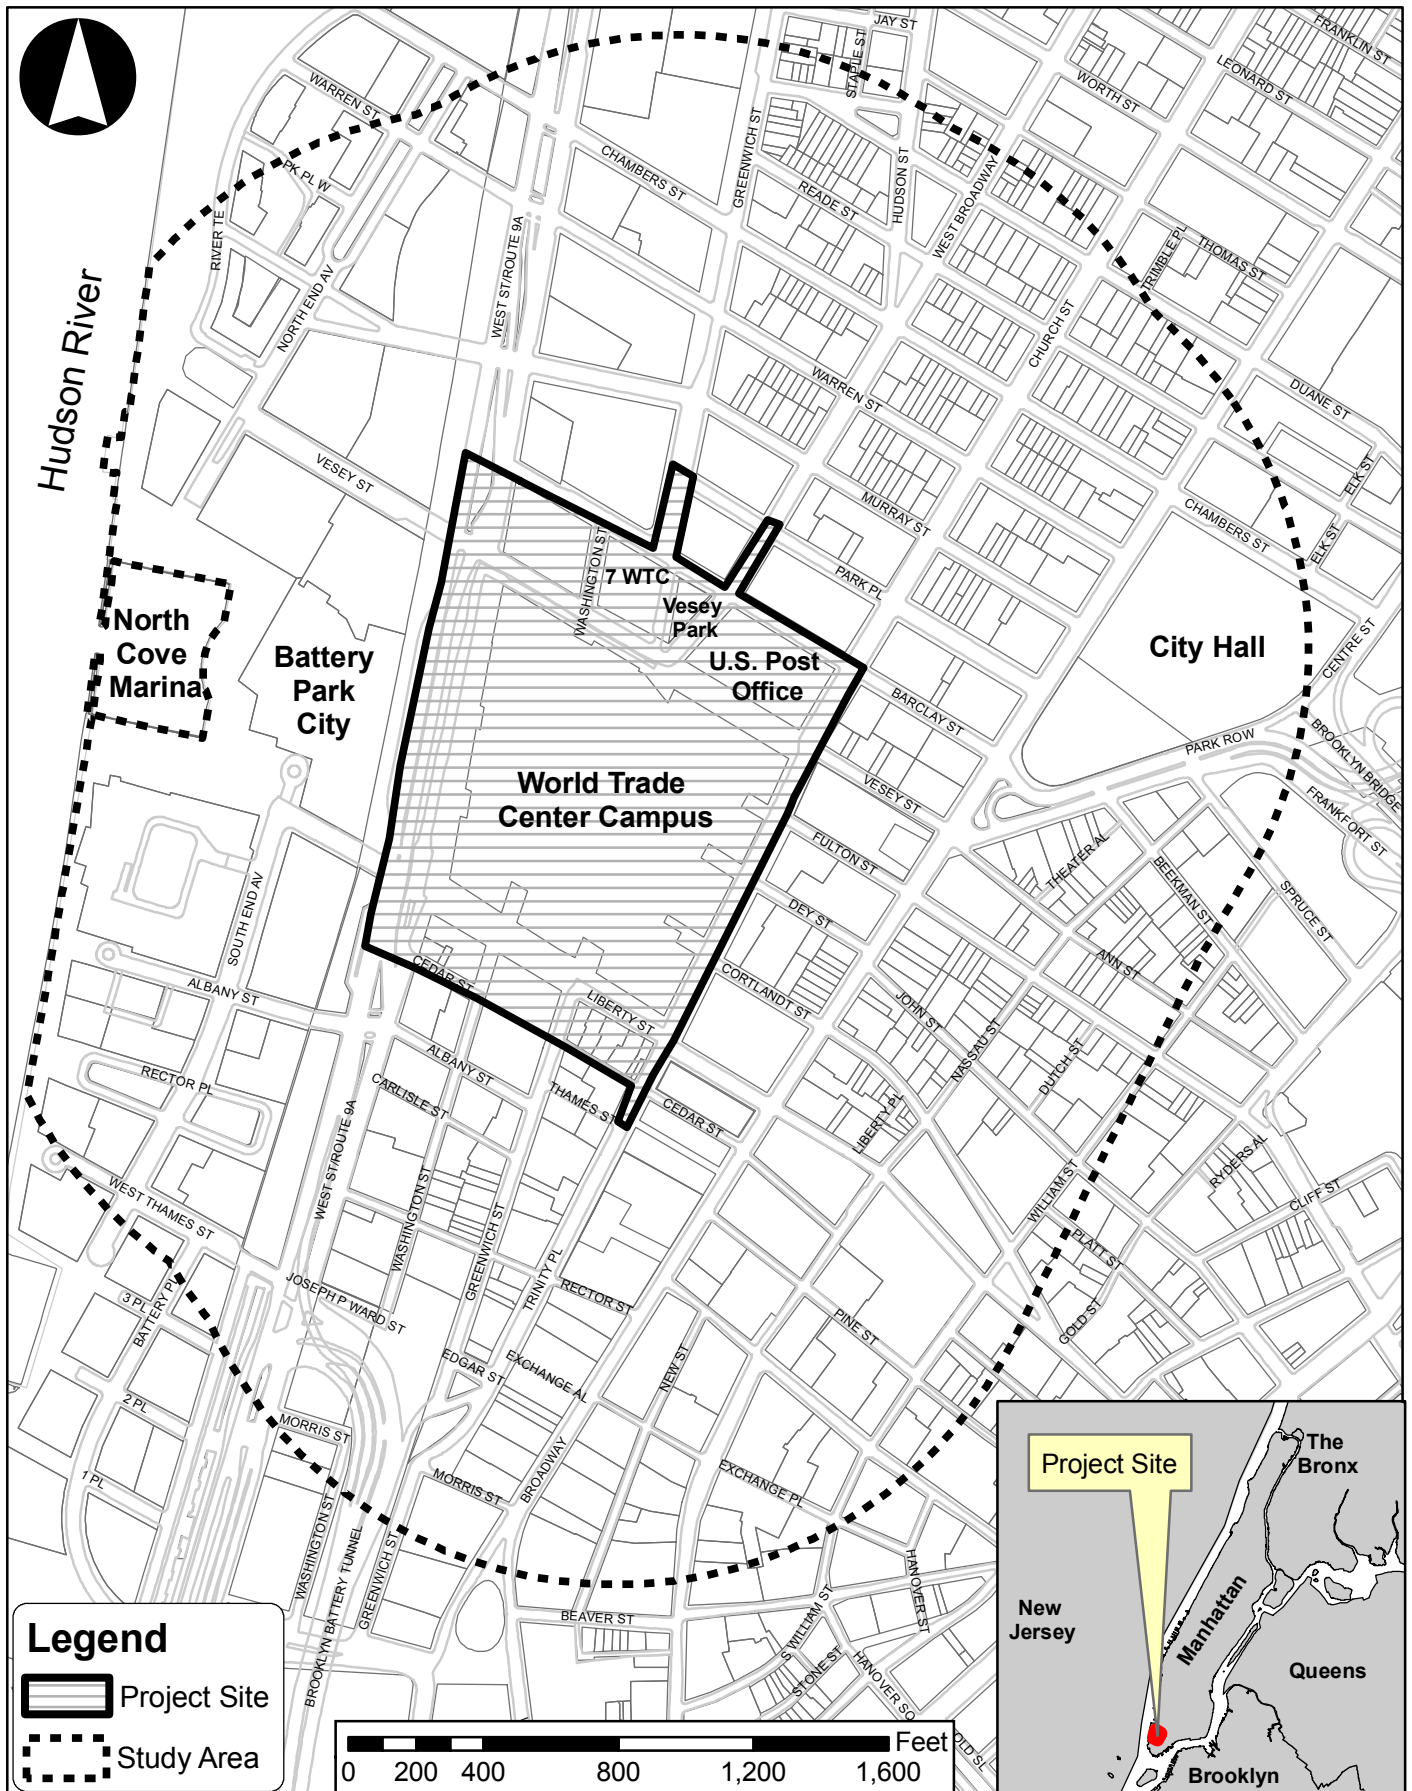 JAY ST
FRANKLIN ST
STAPLE ST
LEONARD ST
WARREN ST
WORTH ST
GREENWICH ST
CHAMBERS ST
PK PL W
READE ST
HUDSON ST
WEST BROADWAY
RIVER TE
WEST ST/ROUTE 9A
TRIMBLE PL
THOMAS ST
NORTH END AV
Hudson River
CHURCH ST
WARREN ST
DUANE ST
VESEY ST
ELK ST
MURRAY ST
CHAMBERS ST
ELK ST
WASHINGTON ST
7 WTC
PARK PL
Vesey
Park
North
Cove
Marina
Battery
Park
City
U.S. Post
Office
City Hall
CENTRE ST
BARCLAY ST
PARK ROW
BROOKLYN BRIDGE
World Trade
Center Campus
VESEY ST
FRANKFORT ST
FULTON ST
THEATER AL
BEEKMAN ST
SPRUCE ST
SOUTH END AV
DEY ST
ANN ST
CEDAR ST
CORTLANDT ST
ALBANY ST
LIBERTY ST
JOHN ST
NASSAU ST
DUTCH ST
ALBANY ST
RECTOR PL
CARLISLE ST
THAMES ST
CEDAR ST
LIBERTY PL
RYDERS AL
WEST ST/ROUTE 9A
WEST THAMES ST
WASHINGTON ST
WILLIAM ST
CLIFF ST
PLATT ST
GREENWICH ST
TRINITY PL
RECTOR ST
JOSEPH P WARD ST
3 PL
BATTERY PL
PINE ST
GOLD ST
EDGAR ST
EXCHANGE AL
NEW ST
2 PL
MORRIS ST
1 PL
MORRIS ST
BROADWAY
EXCHANGE PL
WASHINGTON ST
BROOKLYN BATTERY TUNNEL
GREENWICH ST
HANOVER ST
BEAVER ST
S WILLIAM ST
STONE ST
HANOVER SQ
OLD SL
Project Site
The
Bronx
Manhattan
New
Jersey
Queens
Brooklyn
Legend
Project Site
Study Area
Feet
0 200 400 800 1,200 1,600